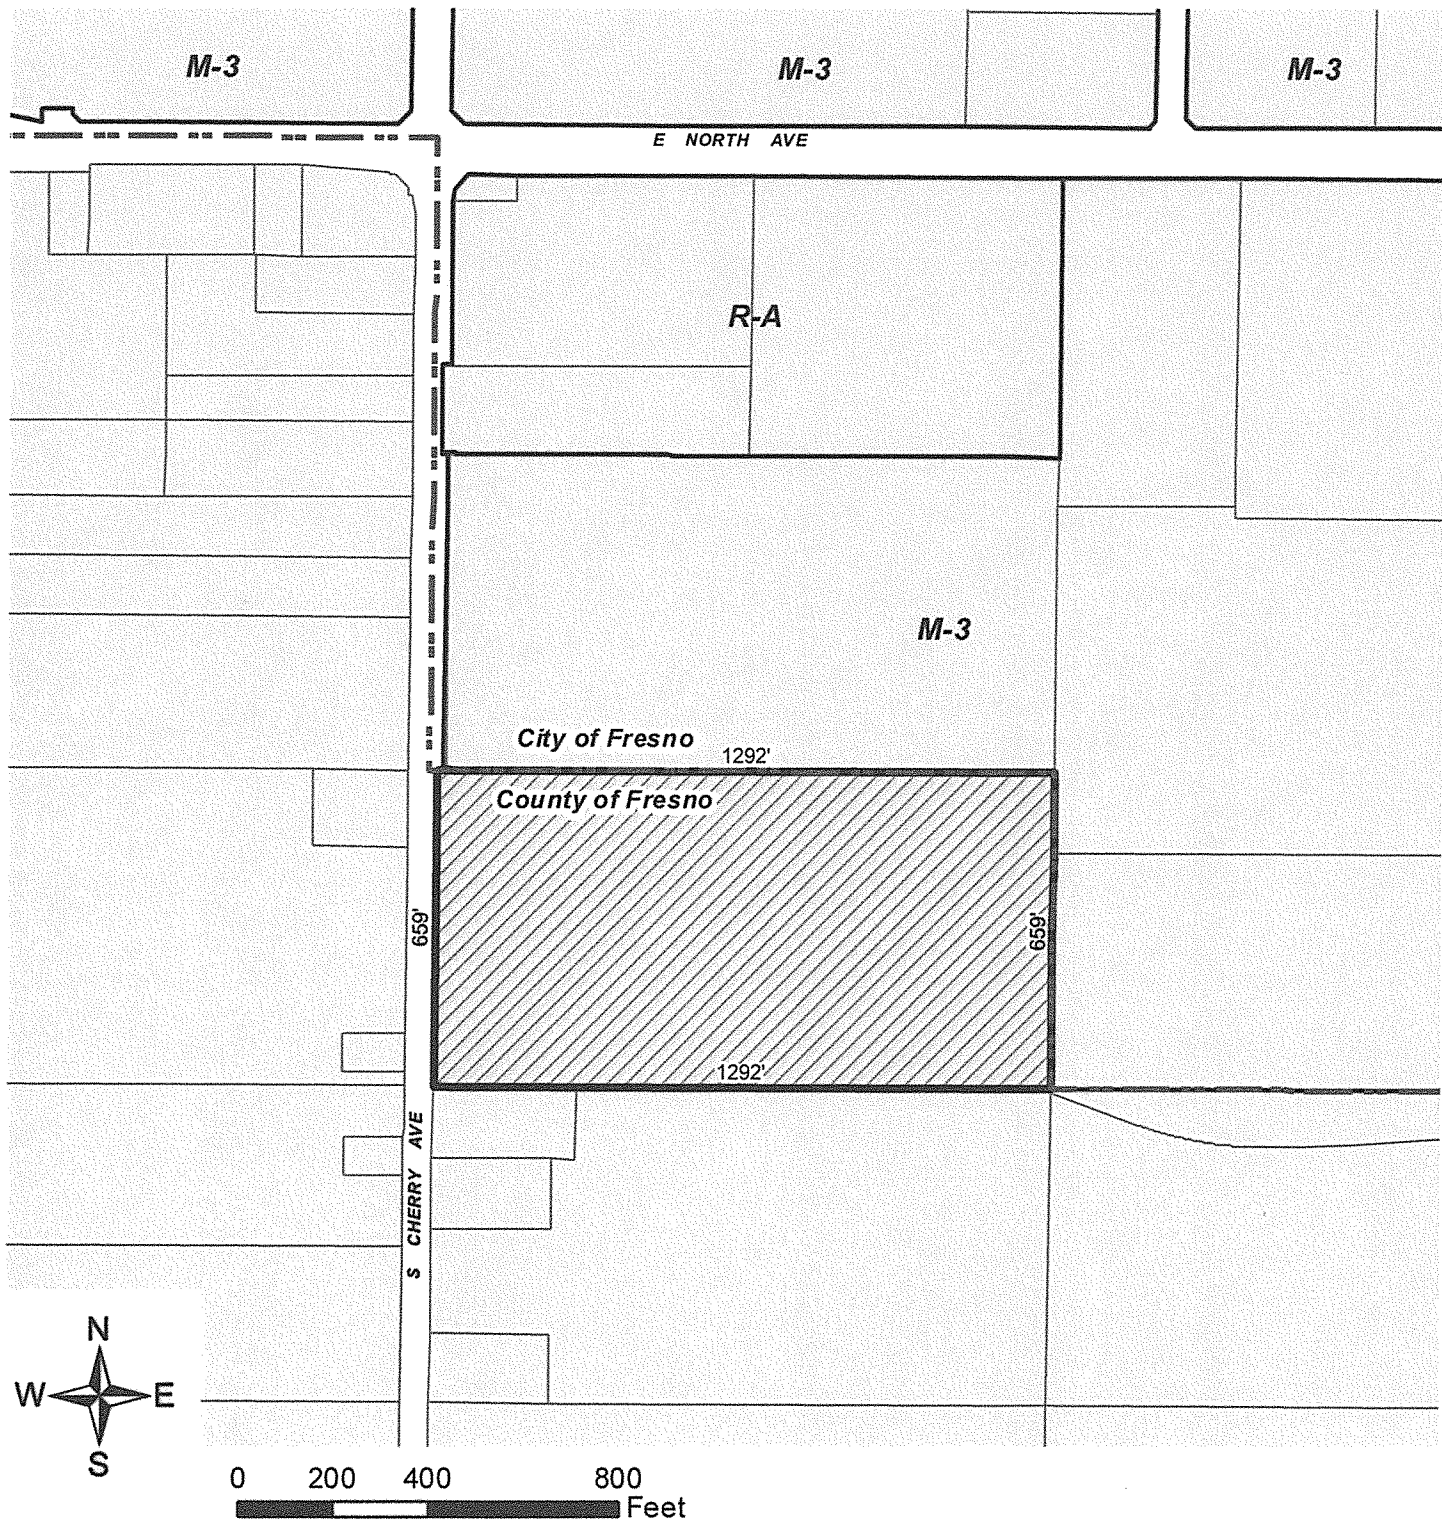 M-3
M-3
M-3
E NORTH AVE
R-A
M-3
City of Fresno
1292'
County of Fresno
659'
659'
1292'
S CHERRY AVE
N
W
E
S
0 200 400 800
Feet